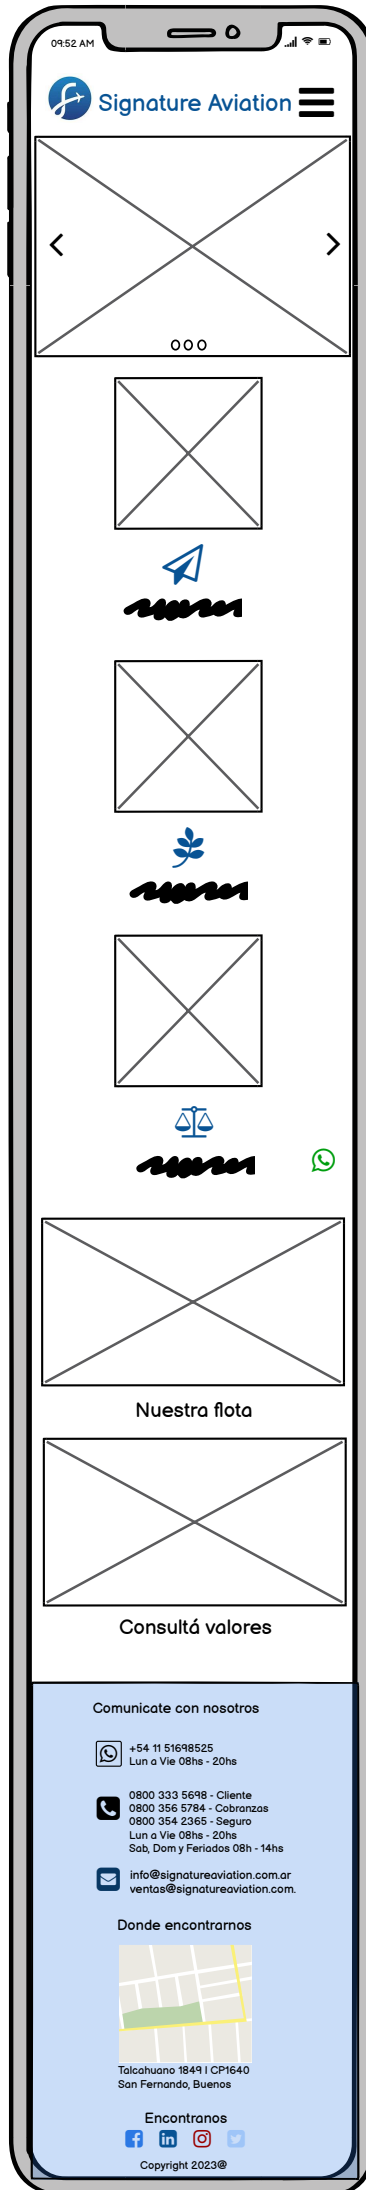 09:52 AM
Signature Aviation
Nuestra flota
Consultá valores
Comunicate con nosotros
+54 11 51698525
Lun a Vie 08hs - 20hs
0800 333 5698 - Cliente
0800 356 5784 - Cobranzas
0800 354 2365 - Seguro
Lun a Vie 08hs - 20hs
Sab, Dom y Feriados 08h - 14hs
info@signatureaviation.com.ar
ventas@signatureaviation.com.
Donde encontrarnos
Talcahuano 1849 | CP1640
San Fernando, Buenos
Encontranos
Copyright 2023@